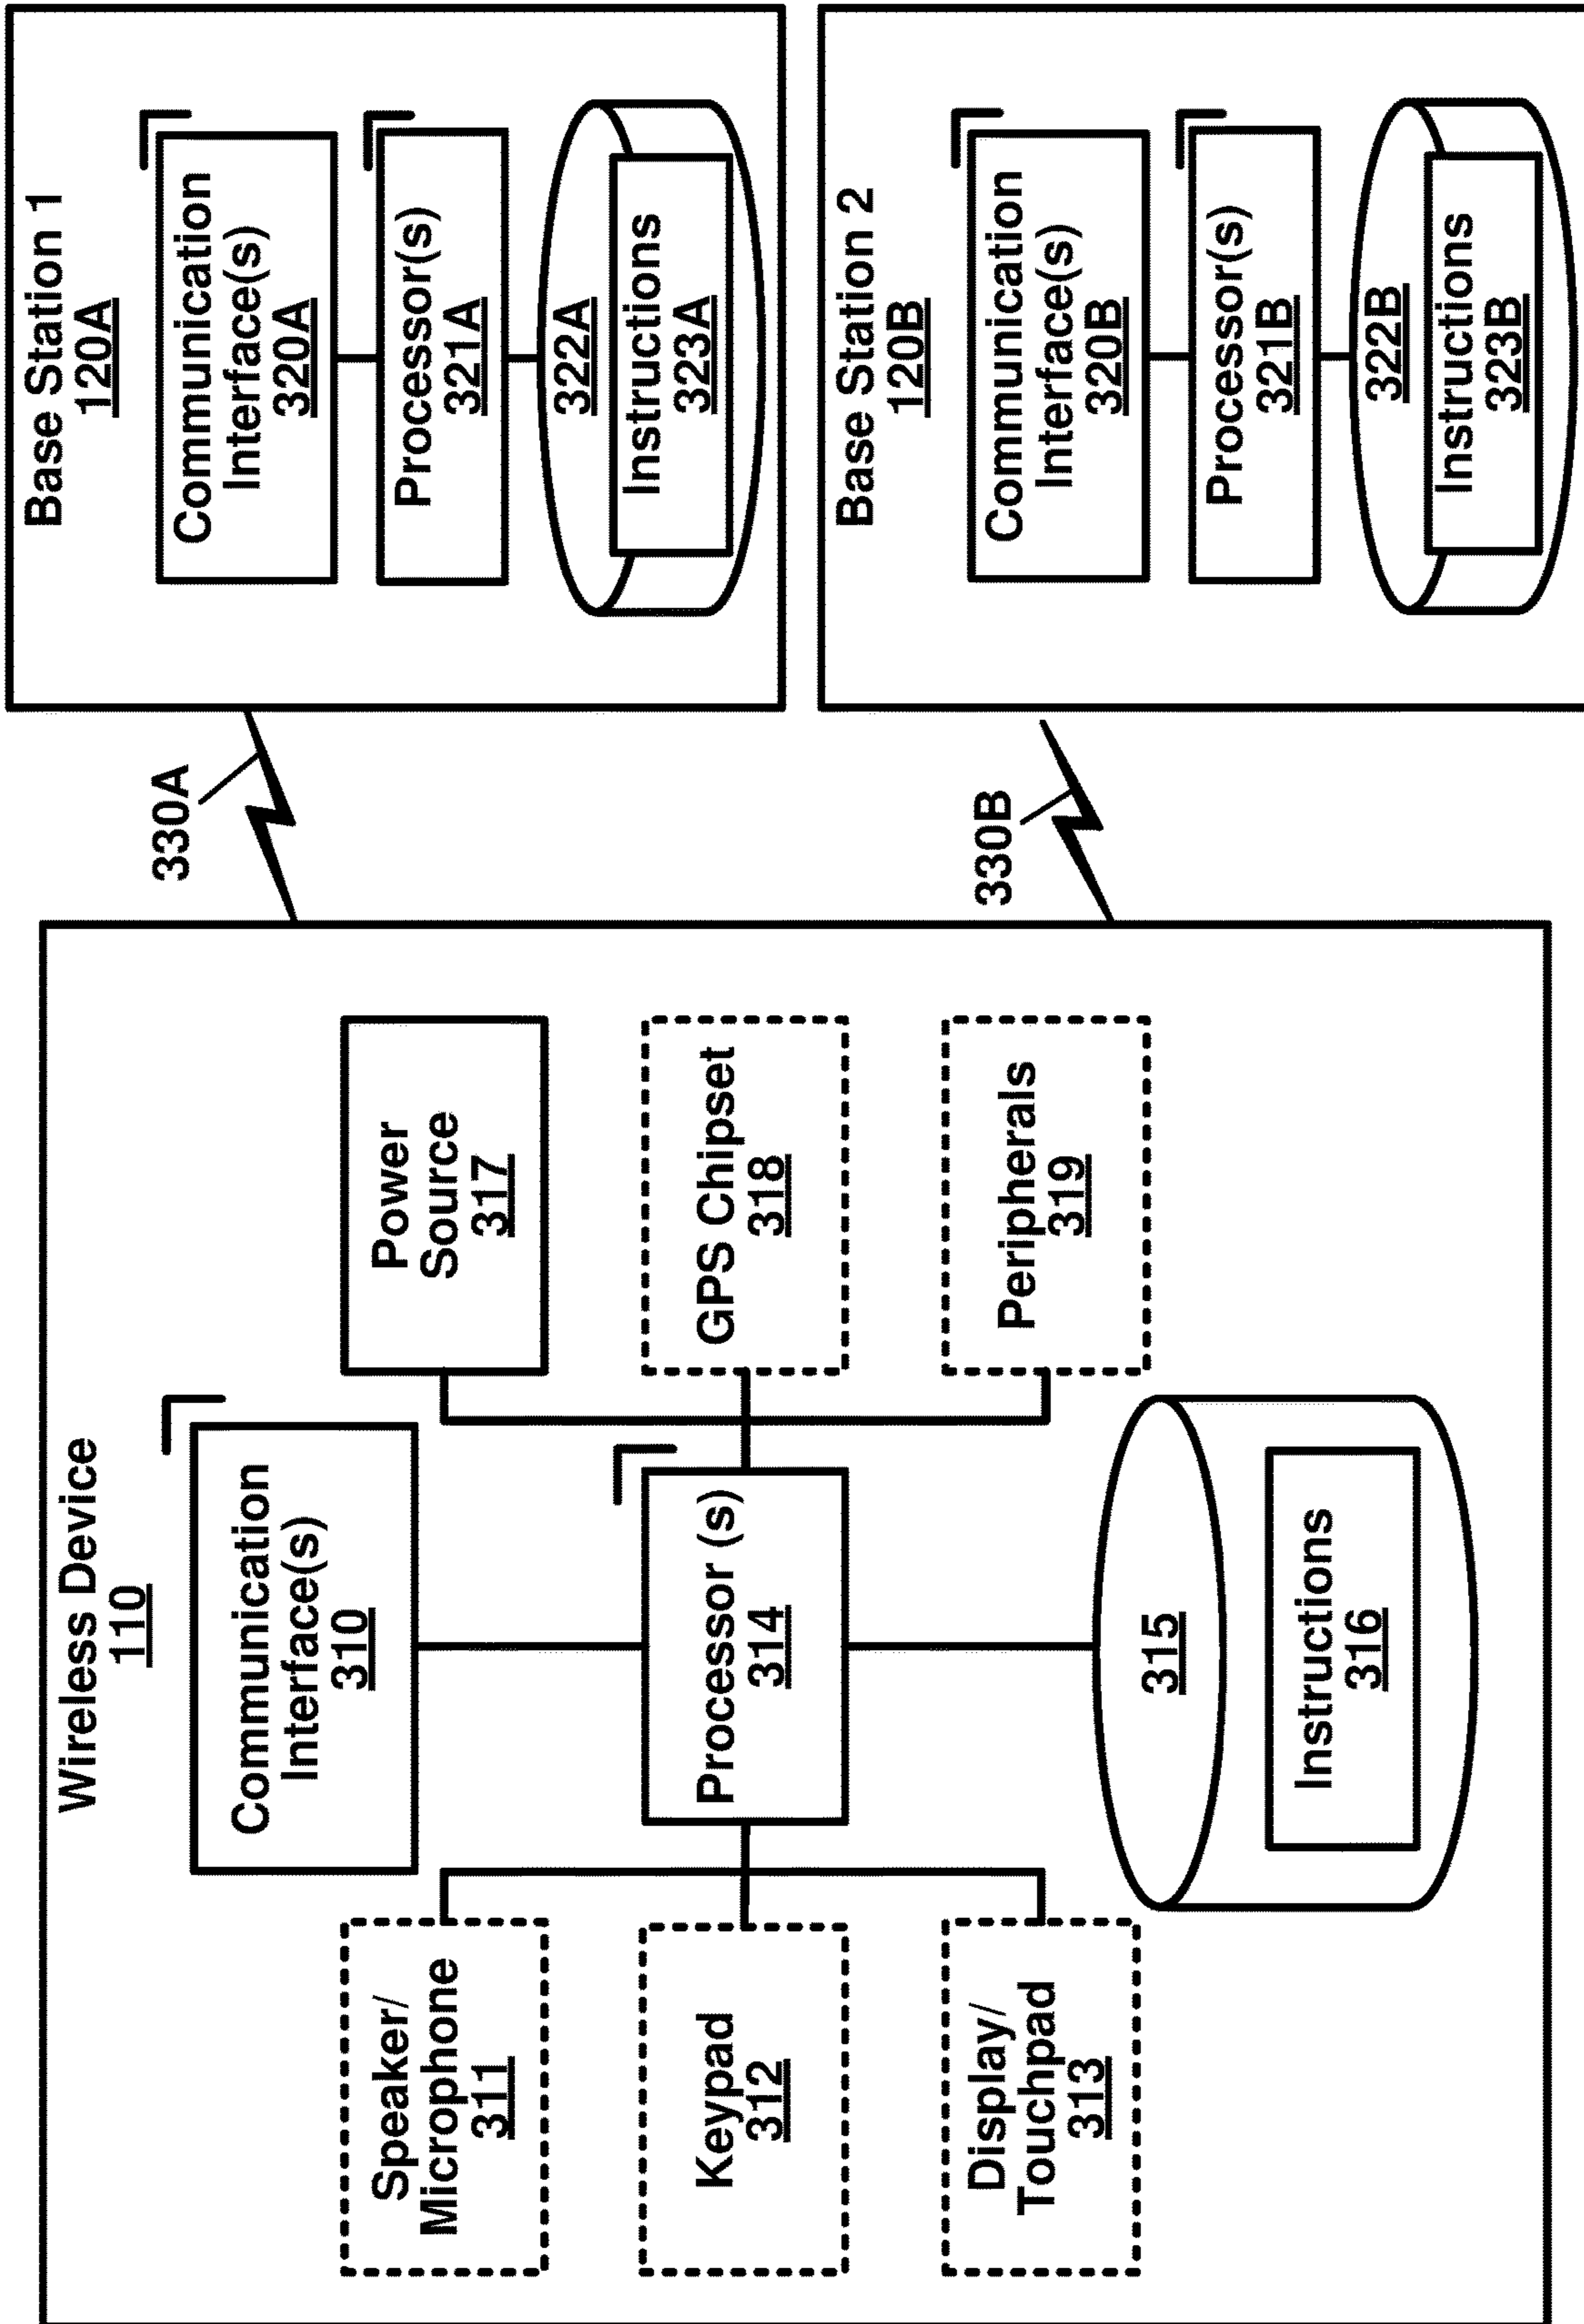 Wireless Device
110
Communication
Interface(s)
310
Speaker/
Microphone
311
Power
Source
317
Keypad
312
Processor (s)
314
GPS Chipset
318
Display/
Touchpad
313
Peripherals
319
315
Instructions
316
330A
330B
Base Station 1
120A
Communication
Interface(s)
320A
Processor(s)
321A
322A
Instructions
323A
Base Station 2
120B
Communication
Interface(s)
320B
Processor(s)
321B
322B
Instructions
323B